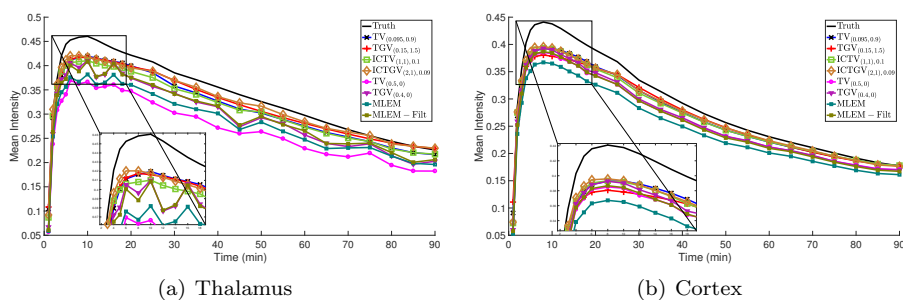 0.5
0.45
0.4
0.35
0.3
0.25
0.2
0.15
0.1
0.05
Mean Intensity
0 10 20 30 40 50 60 70 80 90
Time (min)
Truth
TV(0.095,0.9)
TGV(0.15,1.5)
ICTV(1,1),0.1
ICTGV(2,1),0.09
TV(0.5,0)
TGV(0.4,0)
MLEM
MLEM − Filt
(a) Thalamus
0.45
0.4
0.35
0.3
0.25
0.2
0.15
0.1
0.05
Mean Intensity
0 10 20 30 40 50 60 70 80 90
Time (min)
Truth
TV(0.095,0.9)
TGV(0.15,1.5)
ICTV(1,1),0.1
ICTGV(2,1),0.09
TV(0.5,0)
TGV(0.4,0)
MLEM
MLEM − Filt
(b) Cortex